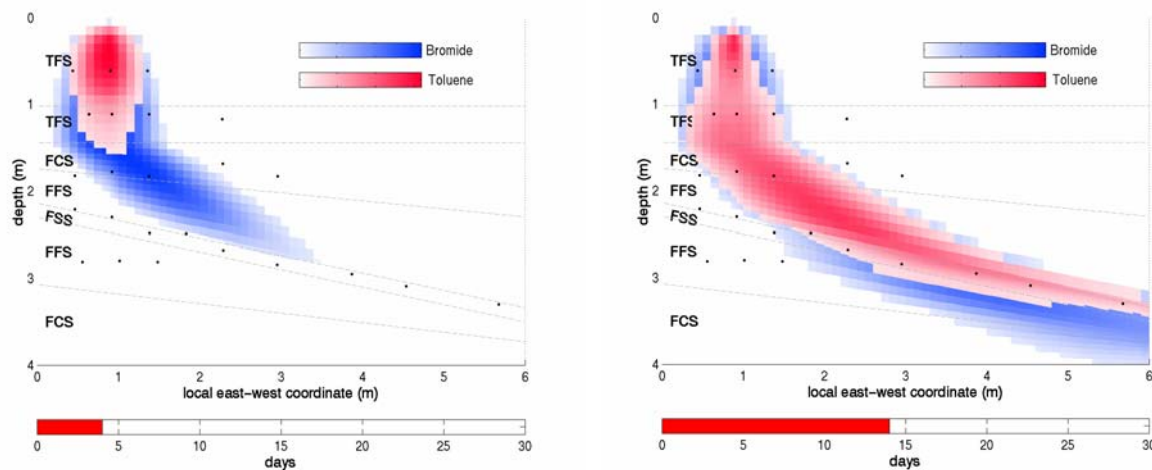 0
TFS
Bromide
Toluene
1
TFS
FCS
2
FFS
FSS
FFS
3
FCS
4
depth (m)
0 1 2 3 4 5 6
local east-west coordinate (m)
0 5 10 15 20 25 30
days
0
TFS
Bromide
Toluene
1
TFS
FCS
2
FFS
FSS
FFS
3
FCS
4
depth (m)
0 1 2 3 4 5 6
local east-west coordinate (m)
0 5 10 15 20 25 30
days